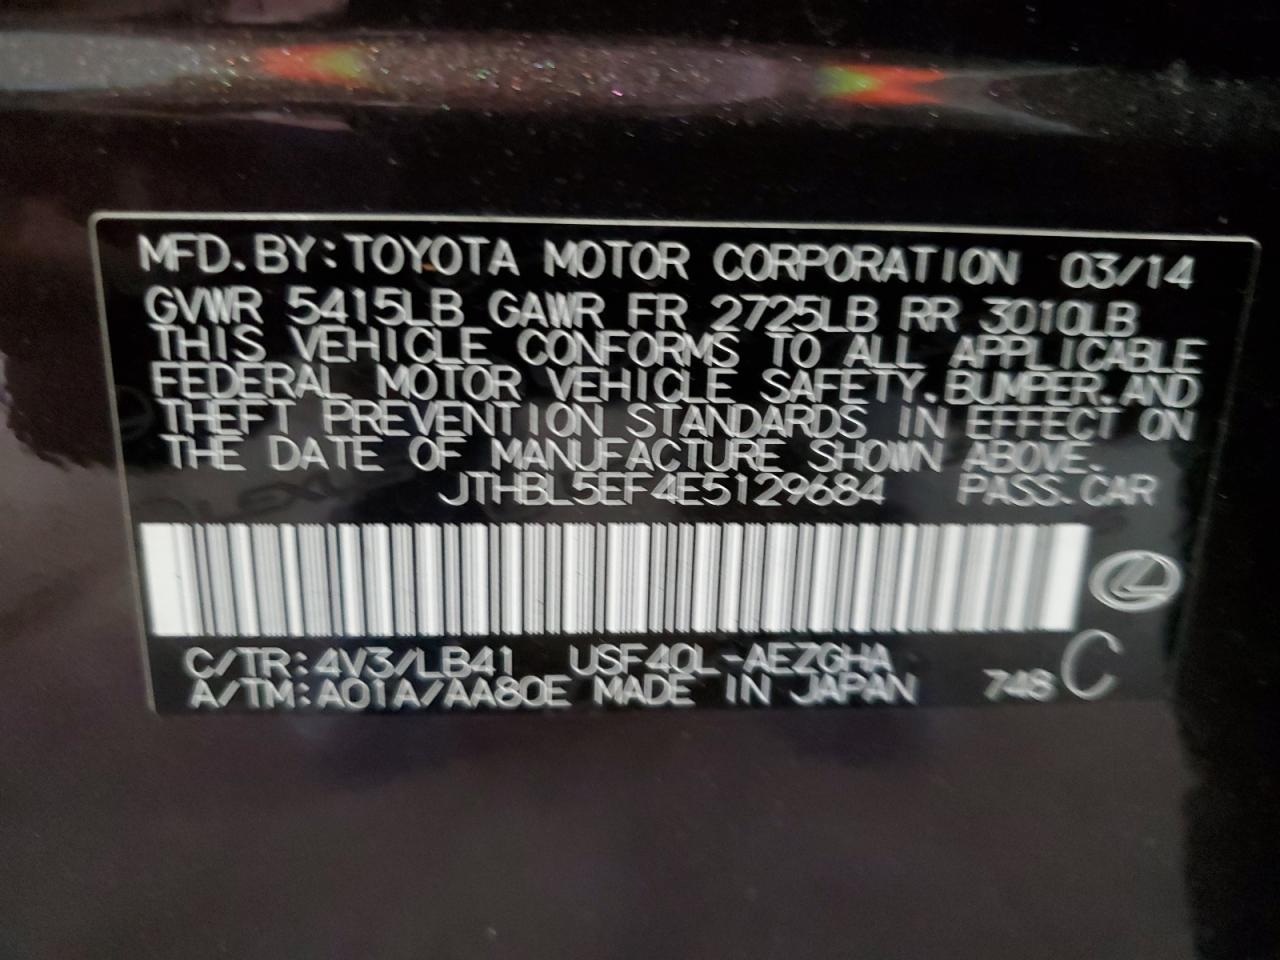 MFD.BY:TOYOTA MOTOR CORPORATION 03/14
GVWR 5415LB GAWR FR 2725LB RR 3010LB
THIS VEHICLE CONFORMS TO ALL APPLICABLE
FEDERAL MOTOR VEHICLE SAFETY.BUMPER.AND
THEFT PREVENTION STANDARDS IN EFFECT ON
THE DATE OF MANUFACTURE SHOWN ABOVE.
JTHBL5EF4E5129684 PASS.CAR
C/TR:4V3/LB41 USF40L-AEZGHA
A/TM:A01A/AA80E MADE IN JAPAN C